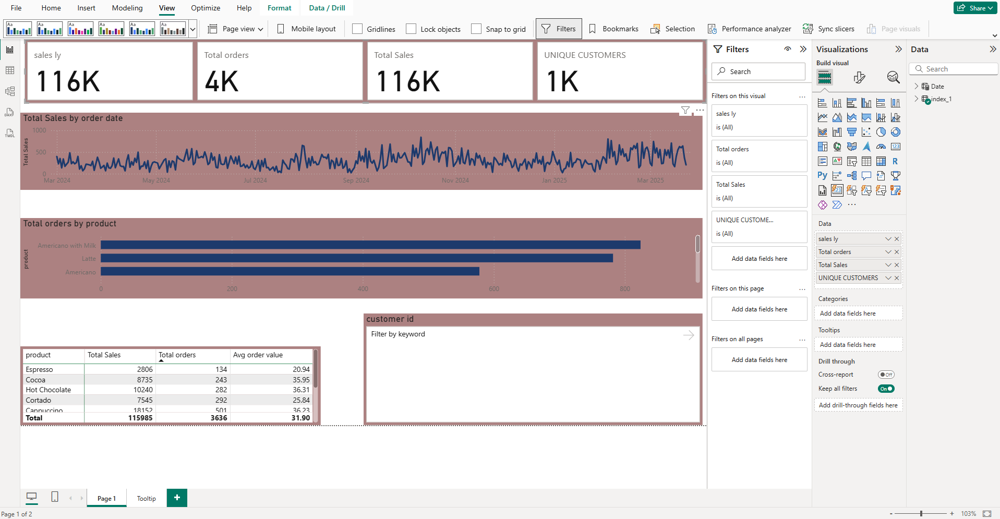 File Home Insert Modeling View Optimize Help Format Data / Drill Share
Aa Aa Aa Aa Aa Aa Page view Mobile layout Gridlines Lock objects Snap to grid Filters Bookmarks Selection Performance analyzer Sync slicers Page visuals
DAX
TMDL
sales ly
116K
Total orders
4K
Total Sales
116K
UNIQUE CUSTOMERS
1K
Total Sales by order date
Total Sales
1000
500
0
Mar 2024 May 2024 Jul 2024 Sep 2024 Nov 2024 Jan 2025 Mar 2025
Total orders by product
product
Americano with Milk
Latte
Americano
0 200 400 600 800
customer id
Filter by keyword
product Total Sales Total orders Avg order value
Espresso 2806 134 20.94
Cocoa 8735 243 35.95
Hot Chocolate 10240 282 36.31
Cortado 7545 292 25.84
Cappuccino 18152 501 36.23
Total 115985 3636 31.90
Filters
Search
Filters on this visual ...
sales ly
is (All)
Total orders
is (All)
Total Sales
is (All)
UNIQUE CUSTOME...
is (All)
Add data fields here
Filters on this page ...
Add data fields here
Filters on all pages ...
Add data fields here
Visualizations
Build visual
123
R
Py
123
...
Data
sales ly
Total orders
Total Sales
UNIQUE CUSTOMERS
Categories
Add data fields here
Tooltips
Add data fields here
Drill through
Cross-report Off
Keep all filters On
Add drill-through fields here
Data
Search
Date
index_1
Page 1 Tooltip +
Page 1 of 2 - + 103%